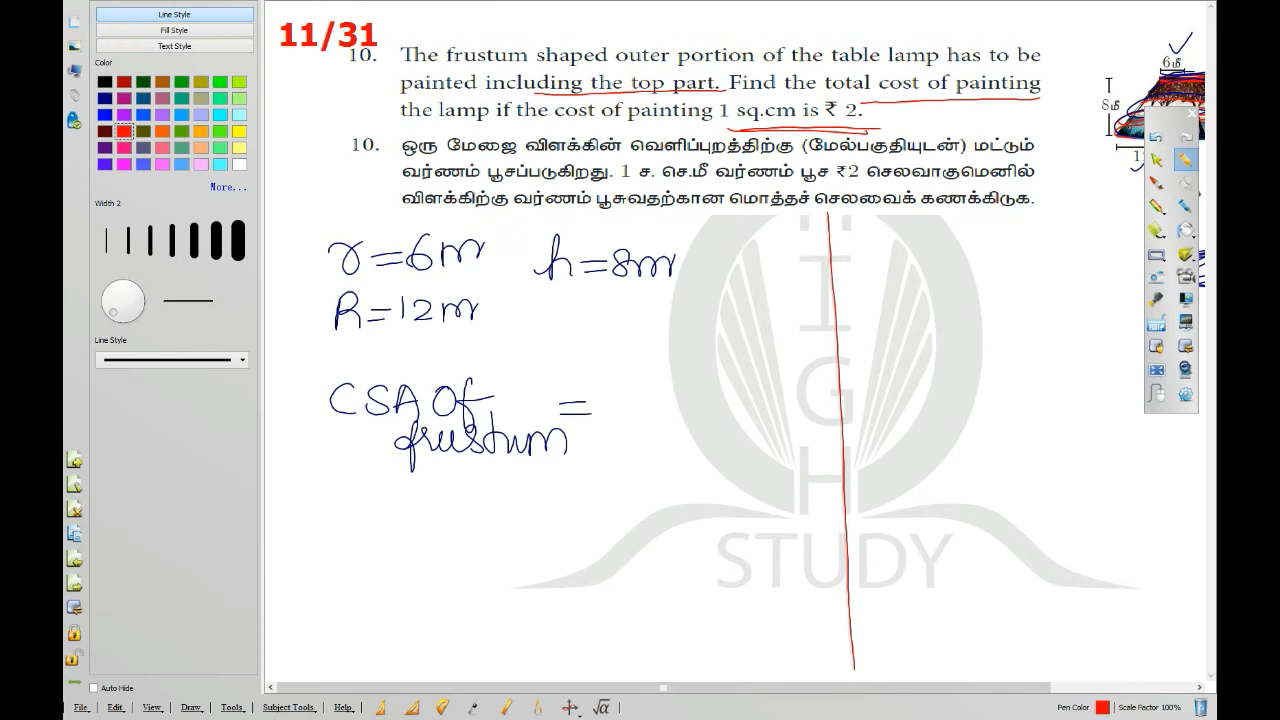 Line Style
Fill Style
Text Style
Color
More...
Width 2
Line Style
Auto Hide
11/31
10. The frustum shaped outer portion of the table lamp has to be
painted including the top part. Find the total cost of painting
the lamp if the cost of painting 1 sq.cm is ₹ 2.
10. ஒரு மேஜை விளக்கின் வெளிப்புறத்திற்கு (மேல்பகுதியுடன்) மட்டும்
வர்ணம் பூசப்படுகிறது. 1 ச. செ.மீ வர்ணம் பூச ₹2 செலவாகுமெனில்
விளக்கிற்கு வர்ணம் பூசுவதற்கான மொத்தச் செலவைக் கணக்கிடுக.
6மீ
8மீ
r = 6m h = 8m
R = 12m
CSA Of =
frustum
HIGH
STUDY
File Edit View Draw Tools Subject Tools Help
Pen Color Scale Factor 100%